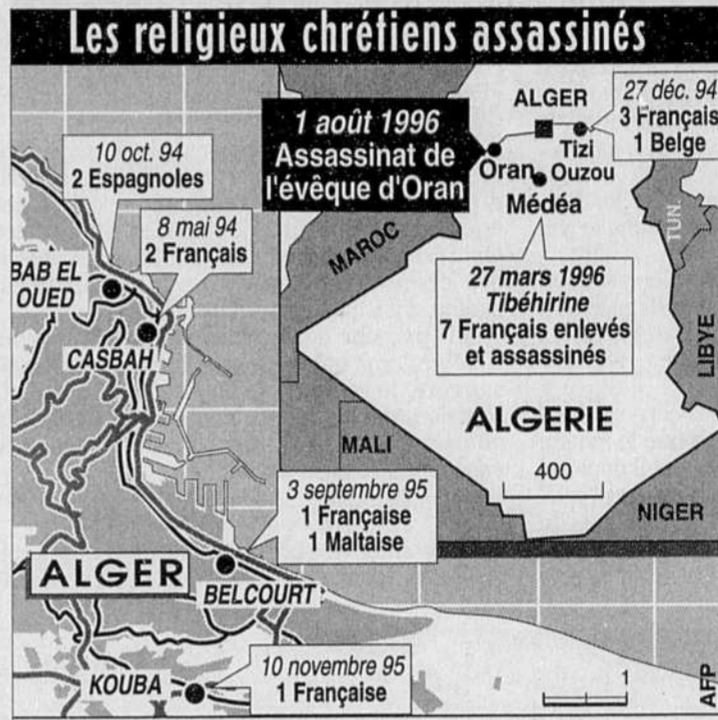 Les religieux chrétiens assassinés
10 oct. 94
2 Espagnoles
8 mai 94
2 Français
BAB EL
OUED
CASBAH
3 septembre 95
1 Française
1 Maltaise
ALGER
BELCOURT
KOUBA
10 novembre 95
1 Française
1
AFP
1 août 1996
Assassinat de
l'évêque d'Oran
ALGER
27 déc. 94
3 Français
1 Belge
Oran
Tizi
Ouzou
Médéa
MAROC
TUN.
27 mars 1996
Tibéhirine
7 Français enlevés
et assassinés
LIBYE
ALGERIE
MALI
400
NIGER